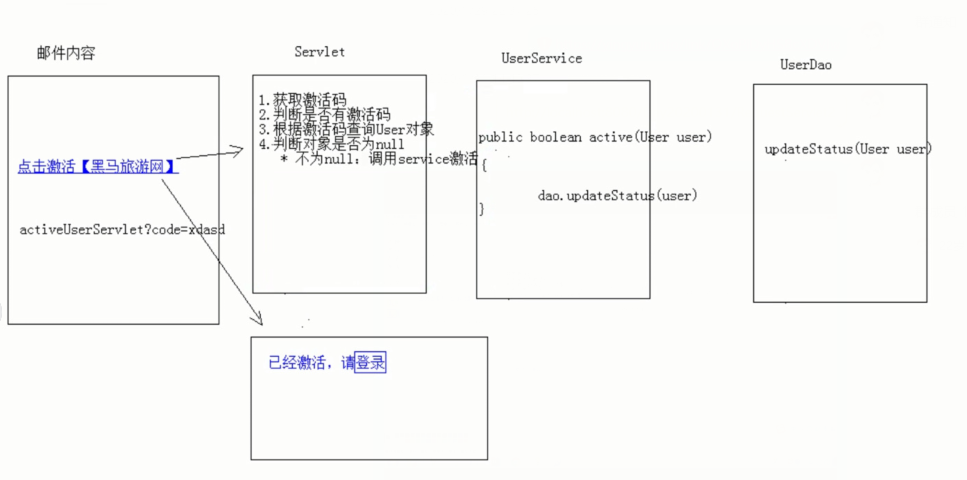 邮件内容
点击激活【黑马旅游网】
activeUserServlet?code=xdasd
Servlet
1.获取激活码
2.判断是否有激活码
3.根据激活码查询User对象
4.判断对象是否为null
* 不为null：调用service激活
已经激活，请登录
UserService
public boolean active(User user)
{
dao.updateStatus(user)
}
UserDao
updateStatus(User user)